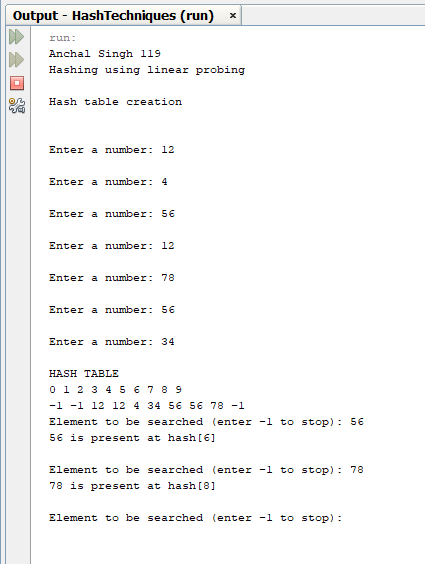 Output - HashTechniques (run) ×
run:
Anchal Singh 119
Hashing using linear probing
Hash table creation
Enter a number: 12
Enter a number: 4
Enter a number: 56
Enter a number: 12
Enter a number: 78
Enter a number: 56
Enter a number: 34
HASH TABLE
0 1 2 3 4 5 6 7 8 9
-1 -1 12 12 4 34 56 56 78 -1
Element to be searched (enter -1 to stop): 56
56 is present at hash[6]
Element to be searched (enter -1 to stop): 78
78 is present at hash[8]
Element to be searched (enter -1 to stop):